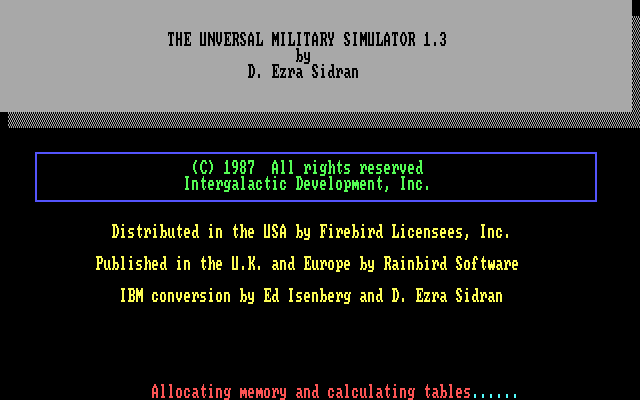 THE UNVERSAL MILITARY SIMULATOR 1.3
by
D. Ezra Sidran
(C) 1987  All rights reserved
Intergalactic Development, Inc.
Distributed in the USA by Firebird Licensees, Inc.
Published in the U.K. and Europe by Rainbird Software
IBM conversion by Ed Isenberg and D. Ezra Sidran
Allocating memory and calculating tables......